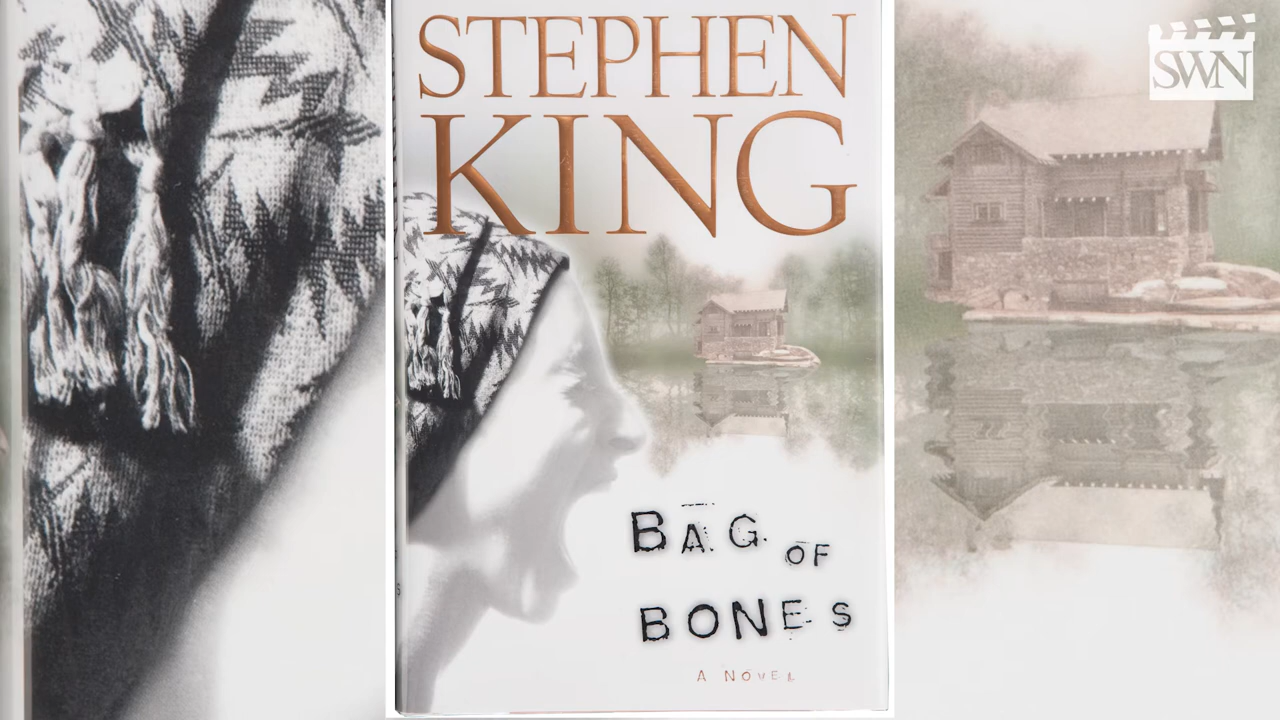 STEPHEN
KING
BAG OF
BONES
A NOVEL
SWN